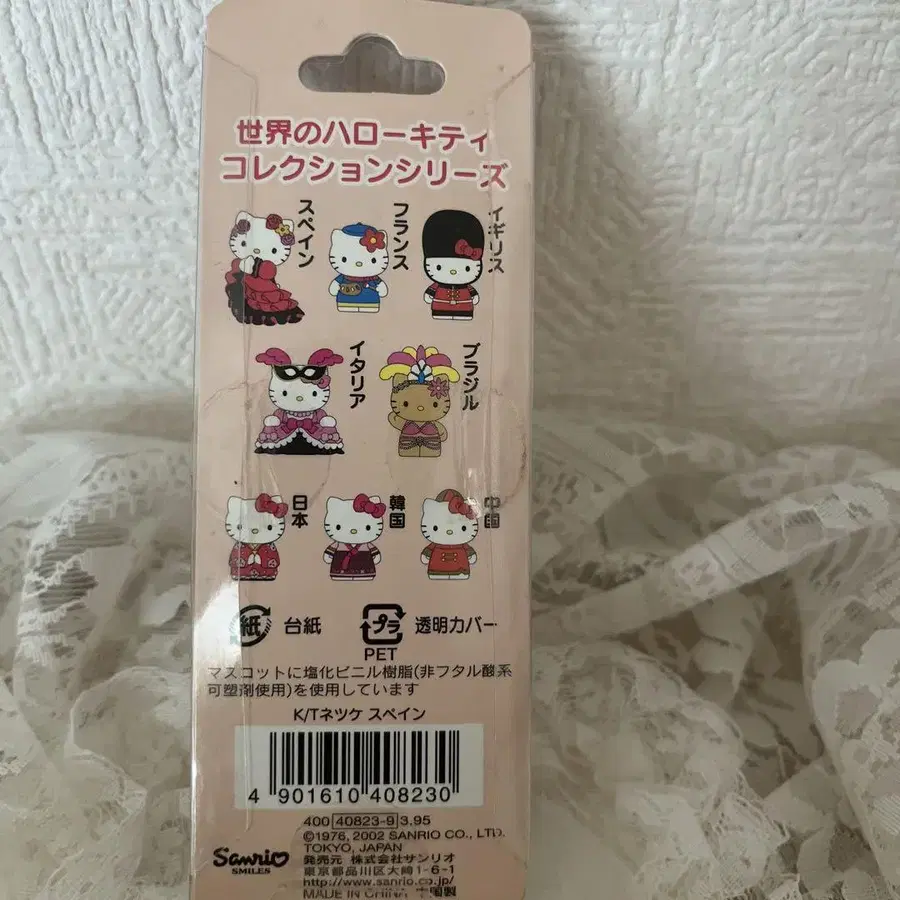 世界のハローキティ
コレクションシリーズ
スペイン
フランス
イギリス
イタリア
ブラジル
日本
韓国
中国
紙 台紙
プラ 透明カバー
PET
マスコットに塩化ビニル樹脂(非フタル酸系
可塑剤使用)を使用しています
K/Tネツケ スペイン
4 901610 408230
400 40823-9 3.95
©1976, 2002 SANRIO CO., LTD.
TOKYO, JAPAN
Sanrio
SMILES
発売元 株式会社サンリオ
東京都品川区大崎1-6-1
http://www.sanrio.co.jp/
MADE IN CHINA 中国製